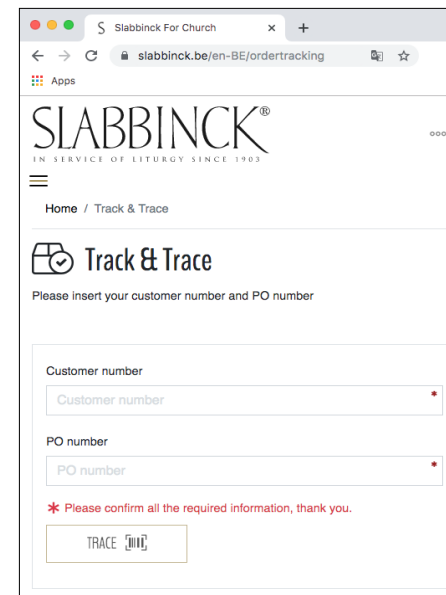 Slabbinck For Church
slabbinck.be/en-BE/ordertracking
Apps
SLABBINCK®
IN SERVICE OF LITURGY SINCE 1903
Home / Track & Trace
Track & Trace
Please insert your customer number and PO number
Customer number
Customer number *
PO number
PO number *
* Please confirm all the required information, thank you.
TRACE